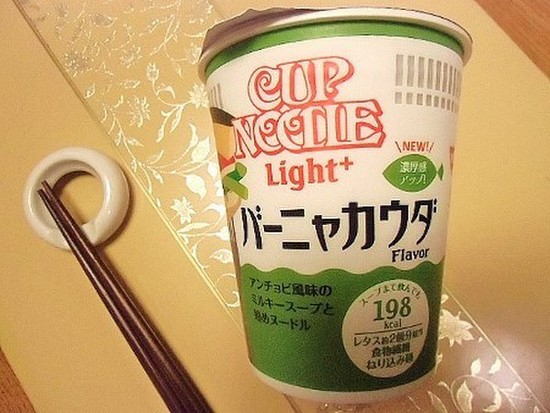 CUP
NOODLE
Light+
NEW!
濃厚感
アップ!
バーニャカウダ
Flavor
アンチョビ風味の
ミルキースープと
細めヌードル
スープまで飲んでも
198
kcal
レタス約2個分相当
食物繊維
ねり込み麺